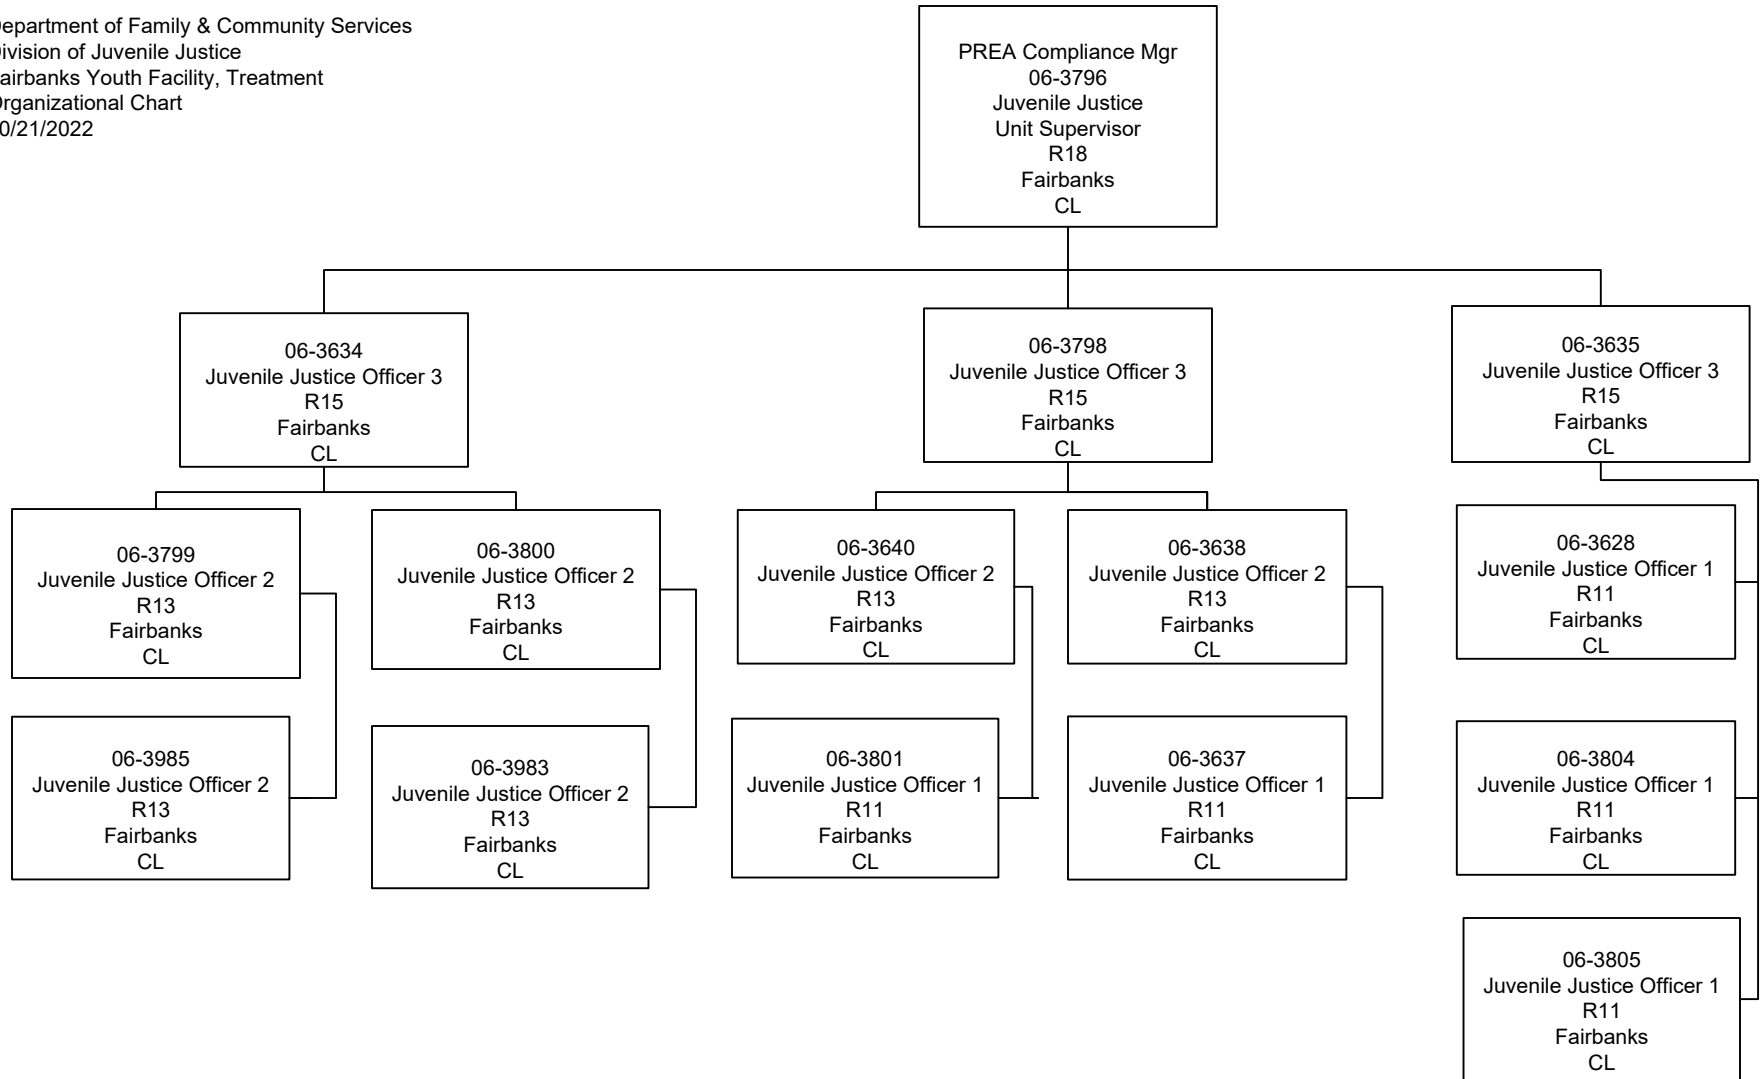 epartment of Family & Community Services
ivision of Juvenile Justice
airbanks Youth Facility, Treatment
rganizational Chart
0/21/2022
PREA Compliance Mgr
06-3796
Juvenile Justice
Unit Supervisor
R18
Fairbanks
CL
06-3634
Juvenile Justice Officer 3
R15
Fairbanks
CL
06-3798
Juvenile Justice Officer 3
R15
Fairbanks
CL
06-3635
Juvenile Justice Officer 3
R15
Fairbanks
CL
06-3799
Juvenile Justice Officer 2
R13
Fairbanks
CL
06-3800
Juvenile Justice Officer 2
R13
Fairbanks
CL
06-3640
Juvenile Justice Officer 2
R13
Fairbanks
CL
06-3638
Juvenile Justice Officer 2
R13
Fairbanks
CL
06-3628
Juvenile Justice Officer 1
R11
Fairbanks
CL
06-3985
Juvenile Justice Officer 2
R13
Fairbanks
CL
06-3983
Juvenile Justice Officer 2
R13
Fairbanks
CL
06-3801
Juvenile Justice Officer 1
R11
Fairbanks
CL
06-3637
Juvenile Justice Officer 1
R11
Fairbanks
CL
06-3804
Juvenile Justice Officer 1
R11
Fairbanks
CL
06-3805
Juvenile Justice Officer 1
R11
Fairbanks
CL